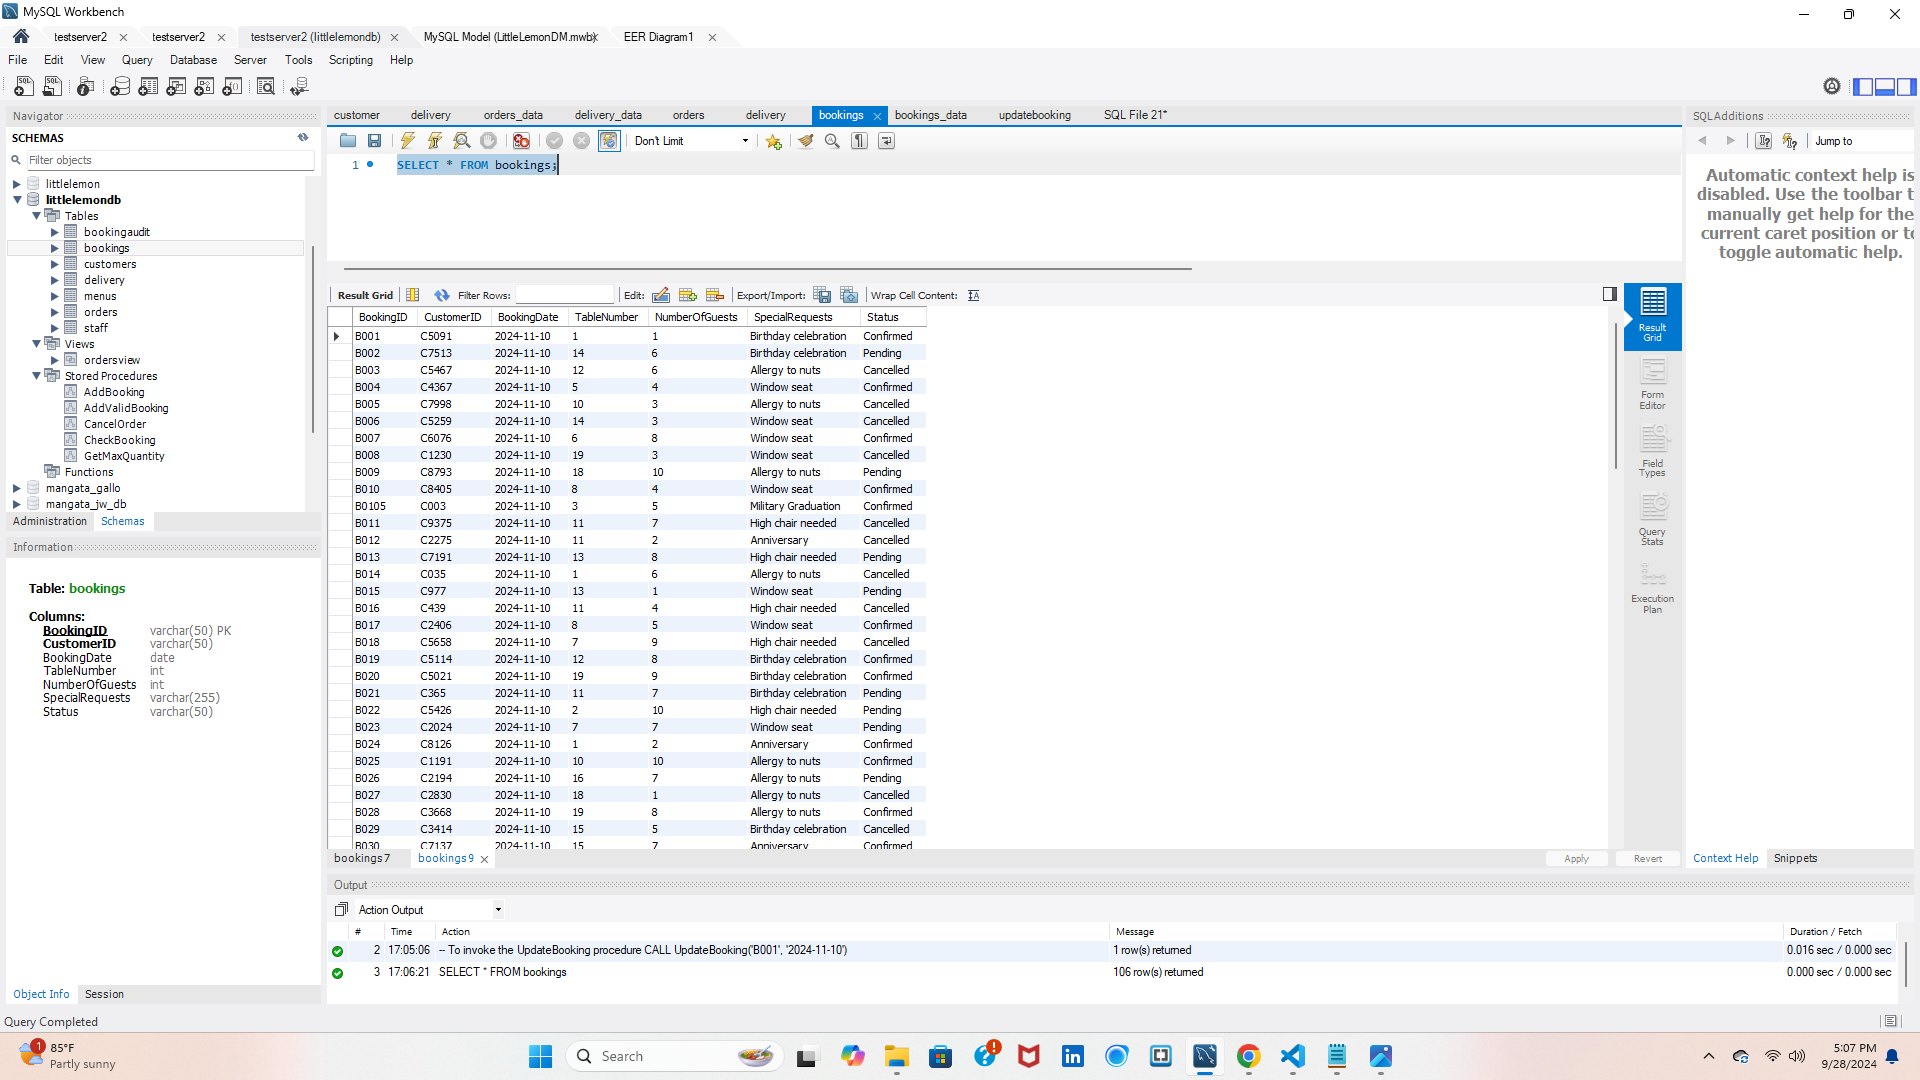 MySQL Workbench
testserver2
testserver2
testserver2 (littlelemondb)
MySQL Model (LittleLemonDM.mwb)
EER Diagram1
File Edit View Query Database Server Tools Scripting Help
Navigator
SCHEMAS
Filter objects
littlelemon
littlelemondb
Tables
bookingaudit
bookings
customers
delivery
menus
orders
staff
Views
ordersview
Stored Procedures
AddBooking
AddValidBooking
CancelOrder
CheckBooking
GetMaxQuantity
Functions
mangata_gallo
mangata_jw_db
Administration Schemas
Information
Table: bookings
Columns:
BookingID varchar(50) PK
CustomerID varchar(50)
BookingDate date
TableNumber int
NumberOfGuests int
SpecialRequests varchar(255)
Status varchar(50)
Object Info Session
Query Completed
customer delivery orders_data delivery_data orders delivery bookings bookings_data updatebooking SQL File 21*
Don't Limit
1 SELECT * FROM bookings;
Result Grid Filter Rows: Edit: Export/Import: Wrap Cell Content:
BookingID CustomerID BookingDate TableNumber NumberOfGuests SpecialRequests Status
B001 C5091 2024-11-10 1 1 Birthday celebration Confirmed
B002 C7513 2024-11-10 14 6 Birthday celebration Pending
B003 C5467 2024-11-10 12 6 Allergy to nuts Cancelled
B004 C4367 2024-11-10 5 4 Window seat Confirmed
B005 C7998 2024-11-10 10 3 Allergy to nuts Cancelled
B006 C5259 2024-11-10 14 3 Window seat Cancelled
B007 C6076 2024-11-10 6 8 Window seat Confirmed
B008 C1230 2024-11-10 19 3 Window seat Cancelled
B009 C8793 2024-11-10 18 10 Allergy to nuts Pending
B010 C8405 2024-11-10 8 4 Window seat Confirmed
B0105 C003 2024-11-10 3 5 Military Graduation Confirmed
B011 C9375 2024-11-10 11 7 High chair needed Cancelled
B012 C2275 2024-11-10 11 2 Anniversary Cancelled
B013 C7191 2024-11-10 13 8 High chair needed Pending
B014 C035 2024-11-10 1 6 Allergy to nuts Cancelled
B015 C977 2024-11-10 13 1 Window seat Pending
B016 C439 2024-11-10 11 4 High chair needed Cancelled
B017 C2406 2024-11-10 8 5 Window seat Confirmed
B018 C5658 2024-11-10 7 9 High chair needed Cancelled
B019 C5114 2024-11-10 12 8 Birthday celebration Confirmed
B020 C5021 2024-11-10 19 9 Birthday celebration Confirmed
B021 C365 2024-11-10 11 7 Birthday celebration Pending
B022 C5426 2024-11-10 2 10 High chair needed Pending
B023 C2024 2024-11-10 7 7 Window seat Pending
B024 C8126 2024-11-10 1 2 Anniversary Confirmed
B025 C1191 2024-11-10 10 10 Allergy to nuts Confirmed
B026 C2194 2024-11-10 16 7 Allergy to nuts Pending
B027 C2830 2024-11-10 18 1 Allergy to nuts Cancelled
B028 C3668 2024-11-10 19 8 Allergy to nuts Confirmed
B029 C3414 2024-11-10 15 5 Birthday celebration Cancelled
B030 C7137 2024-11-10 15 7 Anniversary Confirmed
bookings7 bookings9
Apply Revert
Result
Grid
Form
Editor
Field
Types
Query
Stats
Execution
Plan
SQLAdditions
Jump to
Automatic context help is
disabled. Use the toolbar t
manually get help for the
current caret position or to
toggle automatic help.
Context Help Snippets
Output
Action Output
# Time Action Message Duration / Fetch
2 17:05:06 -- To invoke the UpdateBooking procedure CALL UpdateBooking('B001', '2024-11-10') 1 row(s) returned 0.016 sec / 0.000 sec
3 17:06:21 SELECT * FROM bookings 106 row(s) returned 0.000 sec / 0.000 sec
1
85°F
Partly sunny
Search
5:07 PM
9/28/2024